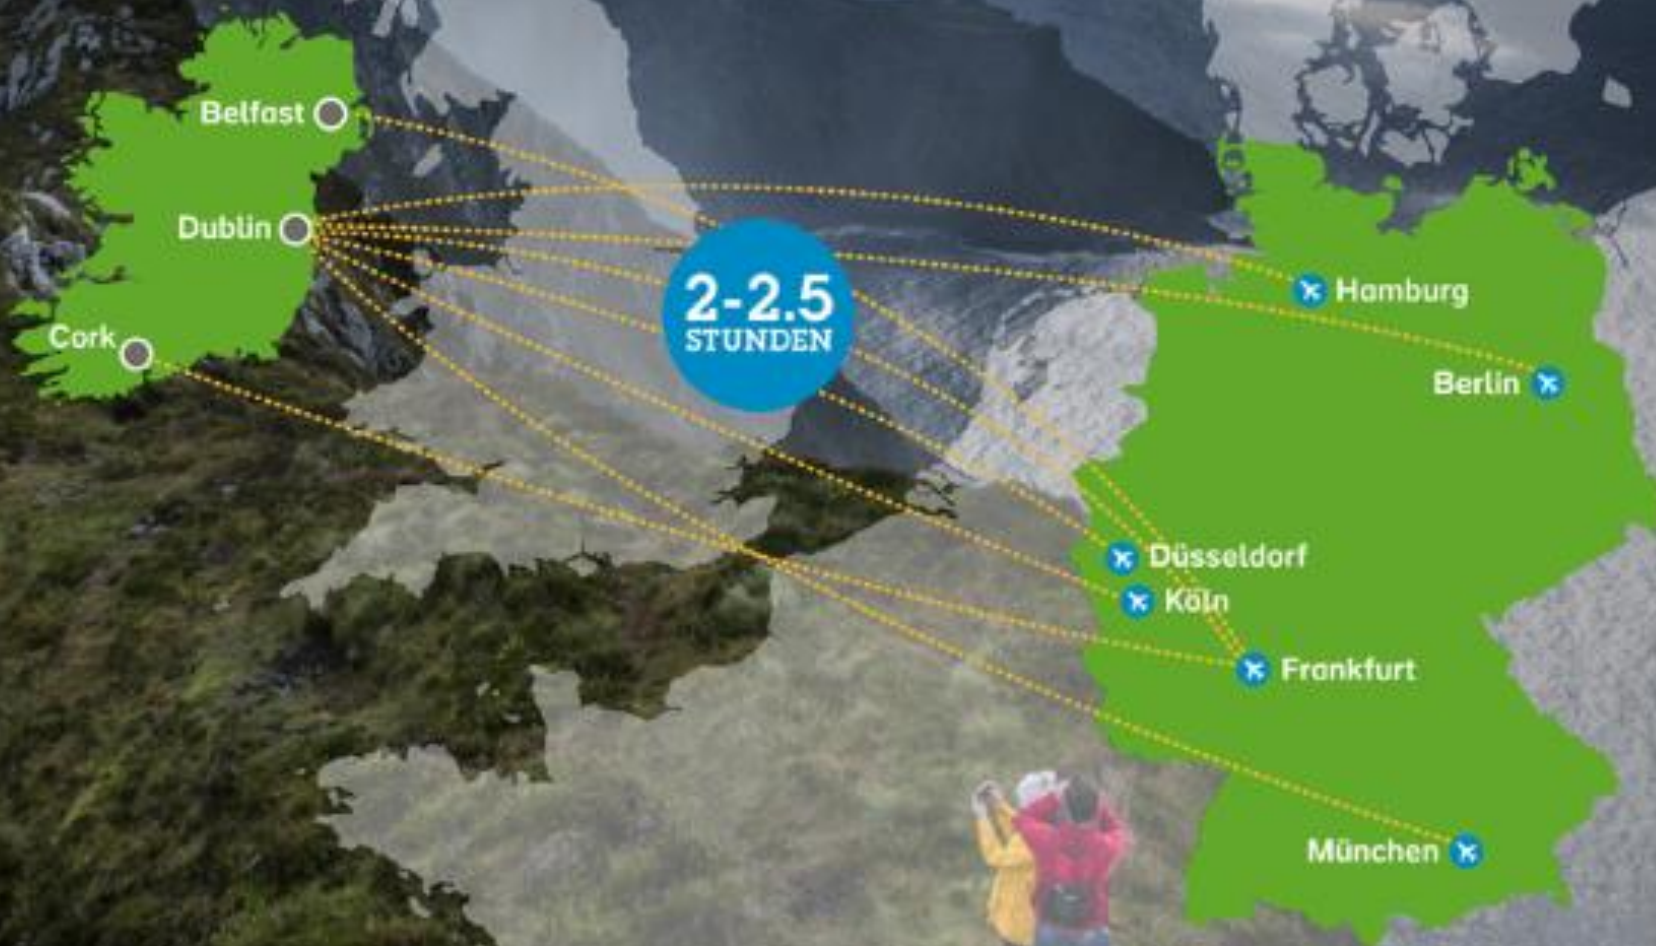 Belfast
Dublin
Cork
2-2.5
STUNDEN
Hamburg
Berlin
Düsseldorf
Köln
Frankfurt
München